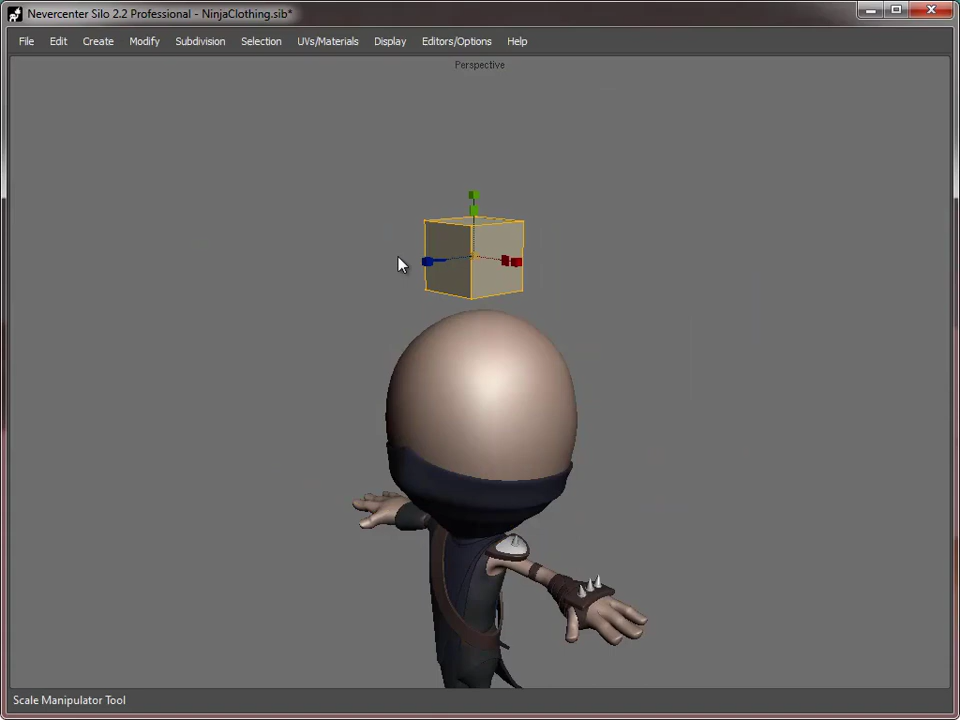 Nevercenter Silo 2.2 Professional - NinjaClothing.sib*
File Edit Create Modify Subdivision Selection UVs/Materials Display Editors/Options Help
Perspective
Scale Manipulator Tool